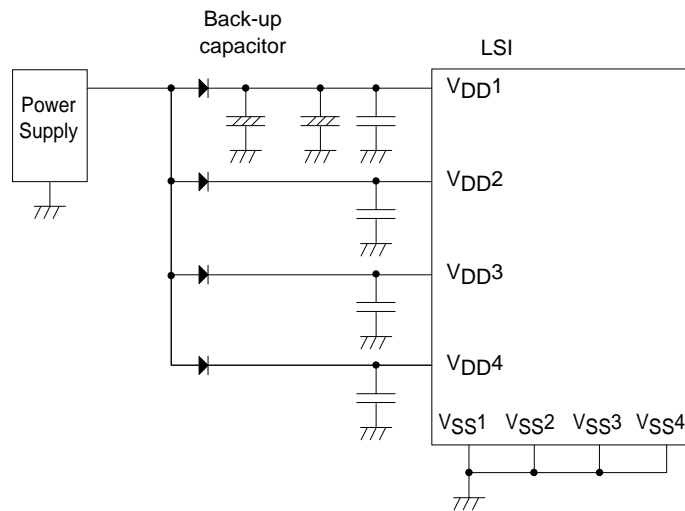 Back-up
capacitor
LSI
Power
Supply
VDD1
VDD2
VDD3
VDD4
VSS1 VSS2 VSS3 VSS4